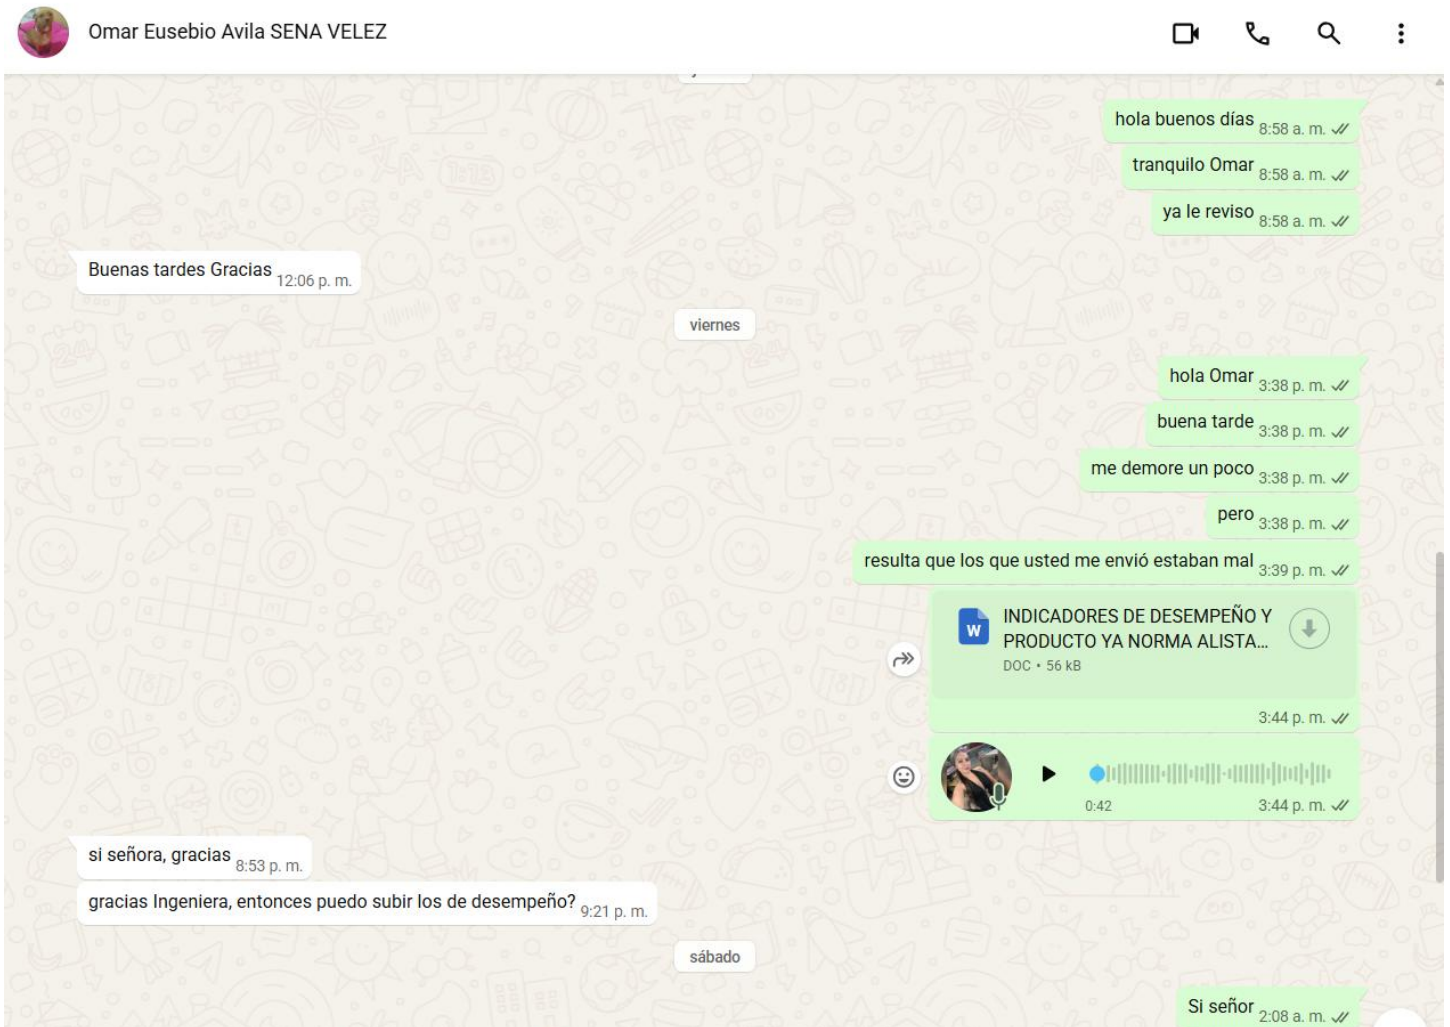 Omar Eusebio Avila SENA VELEZ
hola buenos días 8:58 a. m.
tranquilo Omar 8:58 a. m.
ya le reviso 8:58 a. m.
Buenas tardes Gracias 12:06 p. m.
viernes
hola Omar 3:38 p. m.
buena tarde 3:38 p. m.
me demore un poco 3:38 p. m.
pero 3:38 p. m.
resulta que los que usted me envió estaban mal 3:39 p. m.
W
INDICADORES DE DESEMPEÑO Y
PRODUCTO YA NORMA ALISTA...
DOC • 56 kB
3:44 p. m.
0:42 3:44 p. m.
si señora, gracias 8:53 p. m.
gracias Ingeniera, entonces puedo subir los de desempeño? 9:21 p. m.
sábado
Si señor 2:08 a. m.